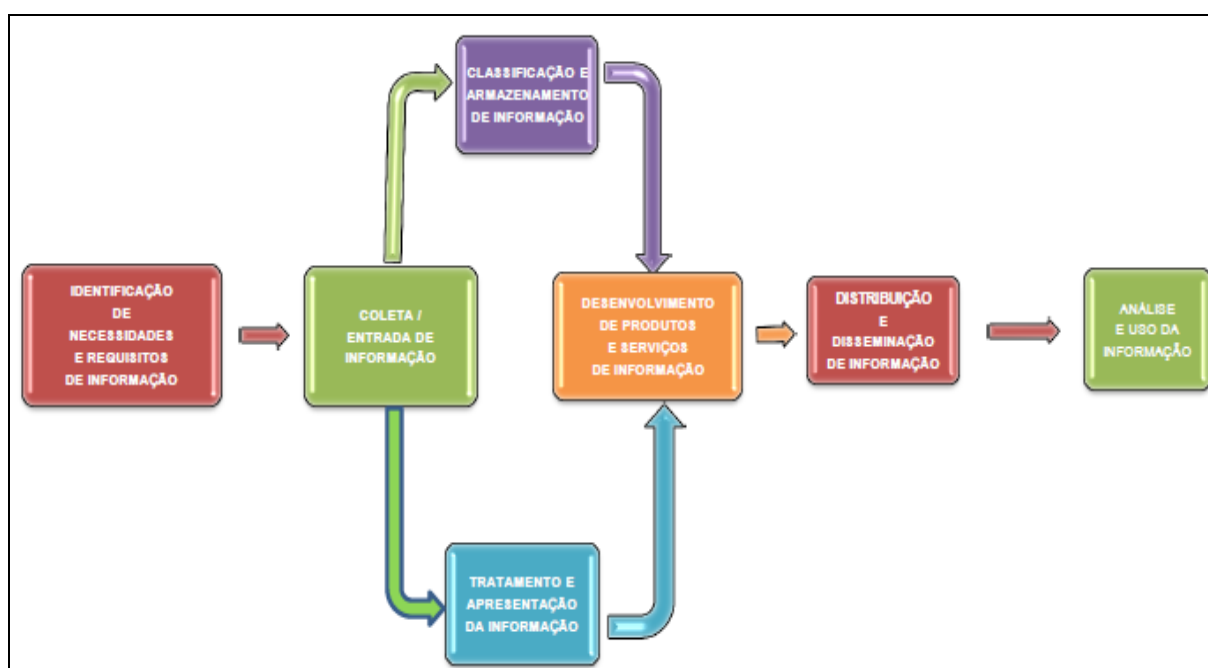 CLASSIFICAÇÃO E
ARMAZENAMENTO
DE INFORMAÇÃO
IDENTIFICAÇÃO
DE
NECESSIDADES
E REQUISITOS
DE INFORMAÇÃO
COLETA /
ENTRADA DE
INFORMAÇÃO
DESENVOLVIMENTO
DE PRODUTOS
E SERVIÇOS
DE INFORMAÇÃO
DISTRIBUIÇÃO
E
DISSEMINAÇÃO
DE INFORMAÇÃO
ANÁLISE
E USO DA
INFORMAÇÃO
TRATAMENTO E
APRESENTAÇÃO
DA INFORMAÇÃO